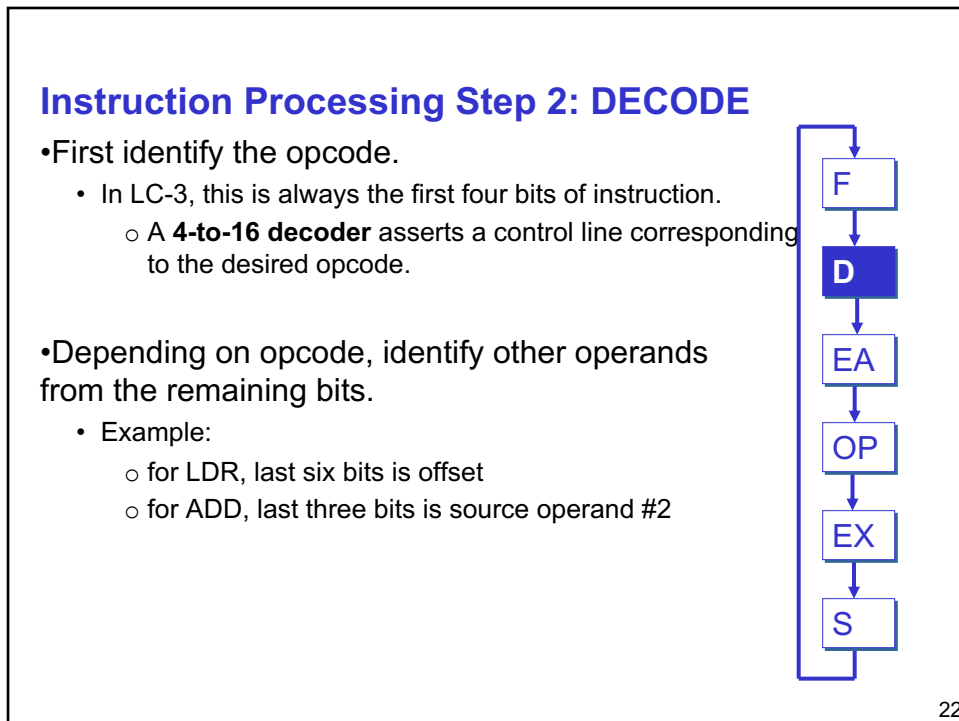 Instruction Processing Step 2: DECODE
•First identify the opcode.
• In LC-3, this is always the first four bits of instruction.
o A 4-to-16 decoder asserts a control line corresponding
to the desired opcode.
•Depending on opcode, identify other operands
from the remaining bits.
• Example:
o for LDR, last six bits is offset
o for ADD, last three bits is source operand #2
F
D
EA
OP
EX
S
22